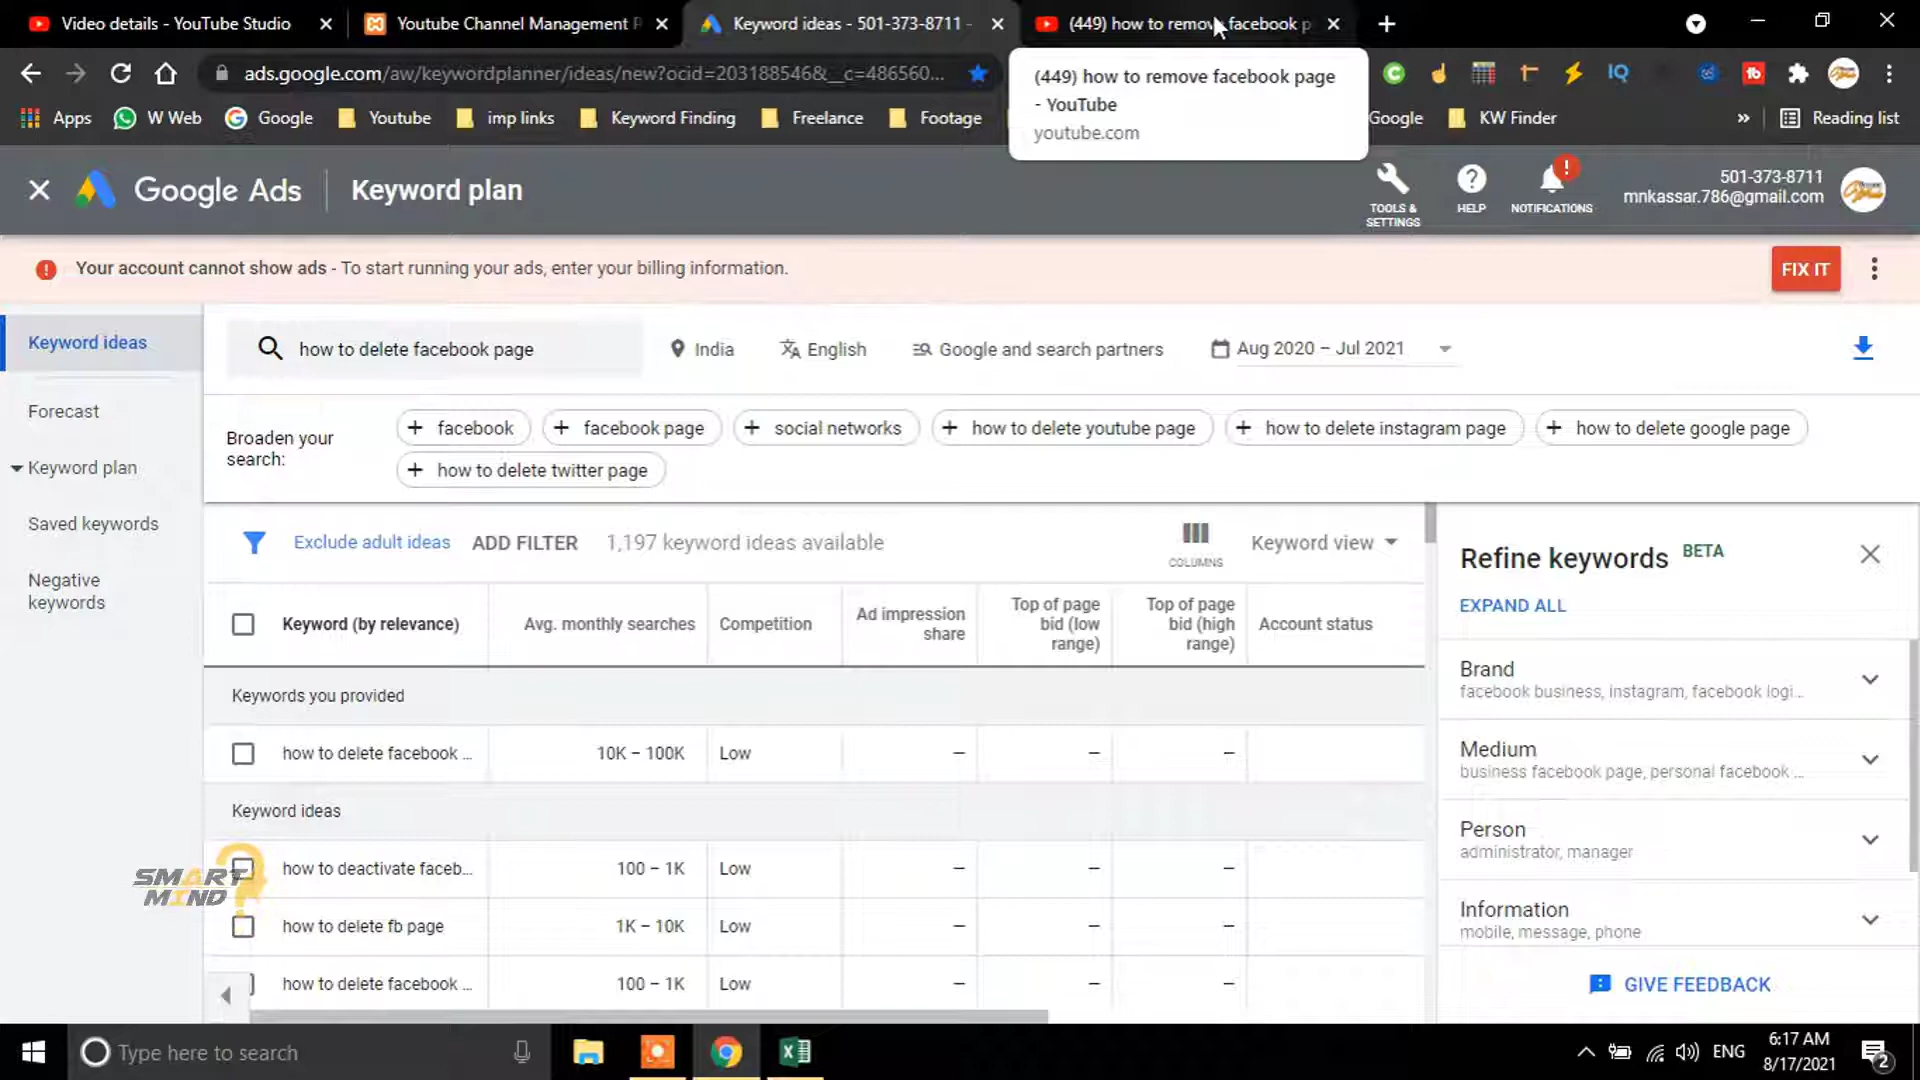 Video details - YouTube Studio
Youtube Channel Management P
Keyword ideas - 501-373-8711 -
(449) how to remove facebook p
ads.google.com/aw/keywordplanner/ideas/new?ocid=203188546&__c=486560...
(449) how to remove facebook page
- YouTube
youtube.com
IQ
Apps
W Web
Google
Youtube
imp links
Keyword Finding
Freelance
Footage
Google
KW Finder
»
Reading list
Google Ads
Keyword plan
TOOLS &
SETTINGS
HELP
NOTIFICATIONS
501-373-8711
mnkassar.786@gmail.com
Your account cannot show ads - To start running your ads, enter your billing information.
FIX IT
Keyword ideas
Forecast
Keyword plan
Saved keywords
Negative
keywords
how to delete facebook page
India
English
Google and search partners
Aug 2020 – Jul 2021
Broaden your
search:
+ facebook
+ facebook page
+ social networks
+ how to delete youtube page
+ how to delete instagram page
+ how to delete google page
+ how to delete twitter page
Exclude adult ideas
ADD FILTER
1,197 keyword ideas available
COLUMNS
Keyword view
Keyword (by relevance)
Avg. monthly searches
Competition
Ad impression
share
Top of page
bid (low
range)
Top of page
bid (high
range)
Account status
Keywords you provided
how to delete facebook ...
10K – 100K
Low
–
–
–
Keyword ideas
how to deactivate faceb...
100 – 1K
Low
–
–
–
how to delete fb page
1K – 10K
Low
–
–
–
how to delete facebook ...
100 – 1K
Low
–
–
–
SMART
MIND
Refine keywords BETA
EXPAND ALL
Brand
facebook business, instagram, facebook logi...
Medium
business facebook page, personal facebook ...
Person
administrator, manager
Information
mobile, message, phone
GIVE FEEDBACK
Type here to search
ENG
6:17 AM
8/17/2021
2